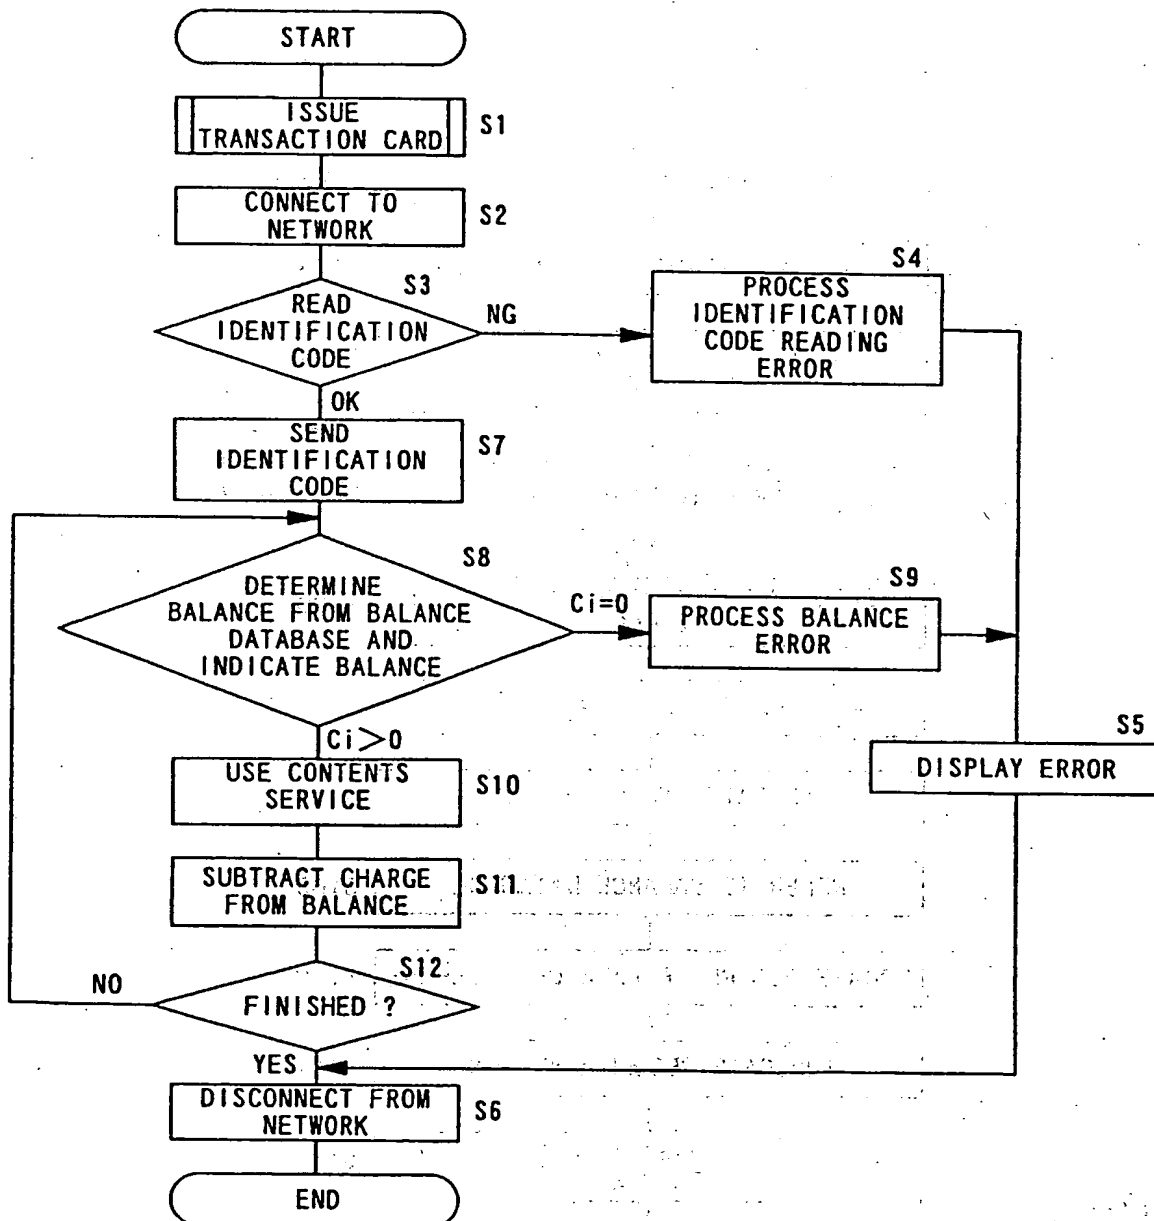 START
ISSUE
TRANSACTION CARD
S1
CONNECT TO
NETWORK
S2
S3
READ
IDENTIFICATION
CODE
NG
S4
PROCESS
IDENTIFICATION
CODE READING
ERROR
OK
SEND
IDENTIFICATION
CODE
S7
S8
DETERMINE
BALANCE FROM BALANCE
DATABASE AND
INDICATE BALANCE
Ci=0
S9
PROCESS BALANCE
ERROR
Ci>0
S5
DISPLAY ERROR
USE CONTENTS
SERVICE
S10
SUBTRACT CHARGE
FROM BALANCE
S11
S12
FINISHED ?
NO
YES
DISCONNECT FROM
NETWORK
S6
END